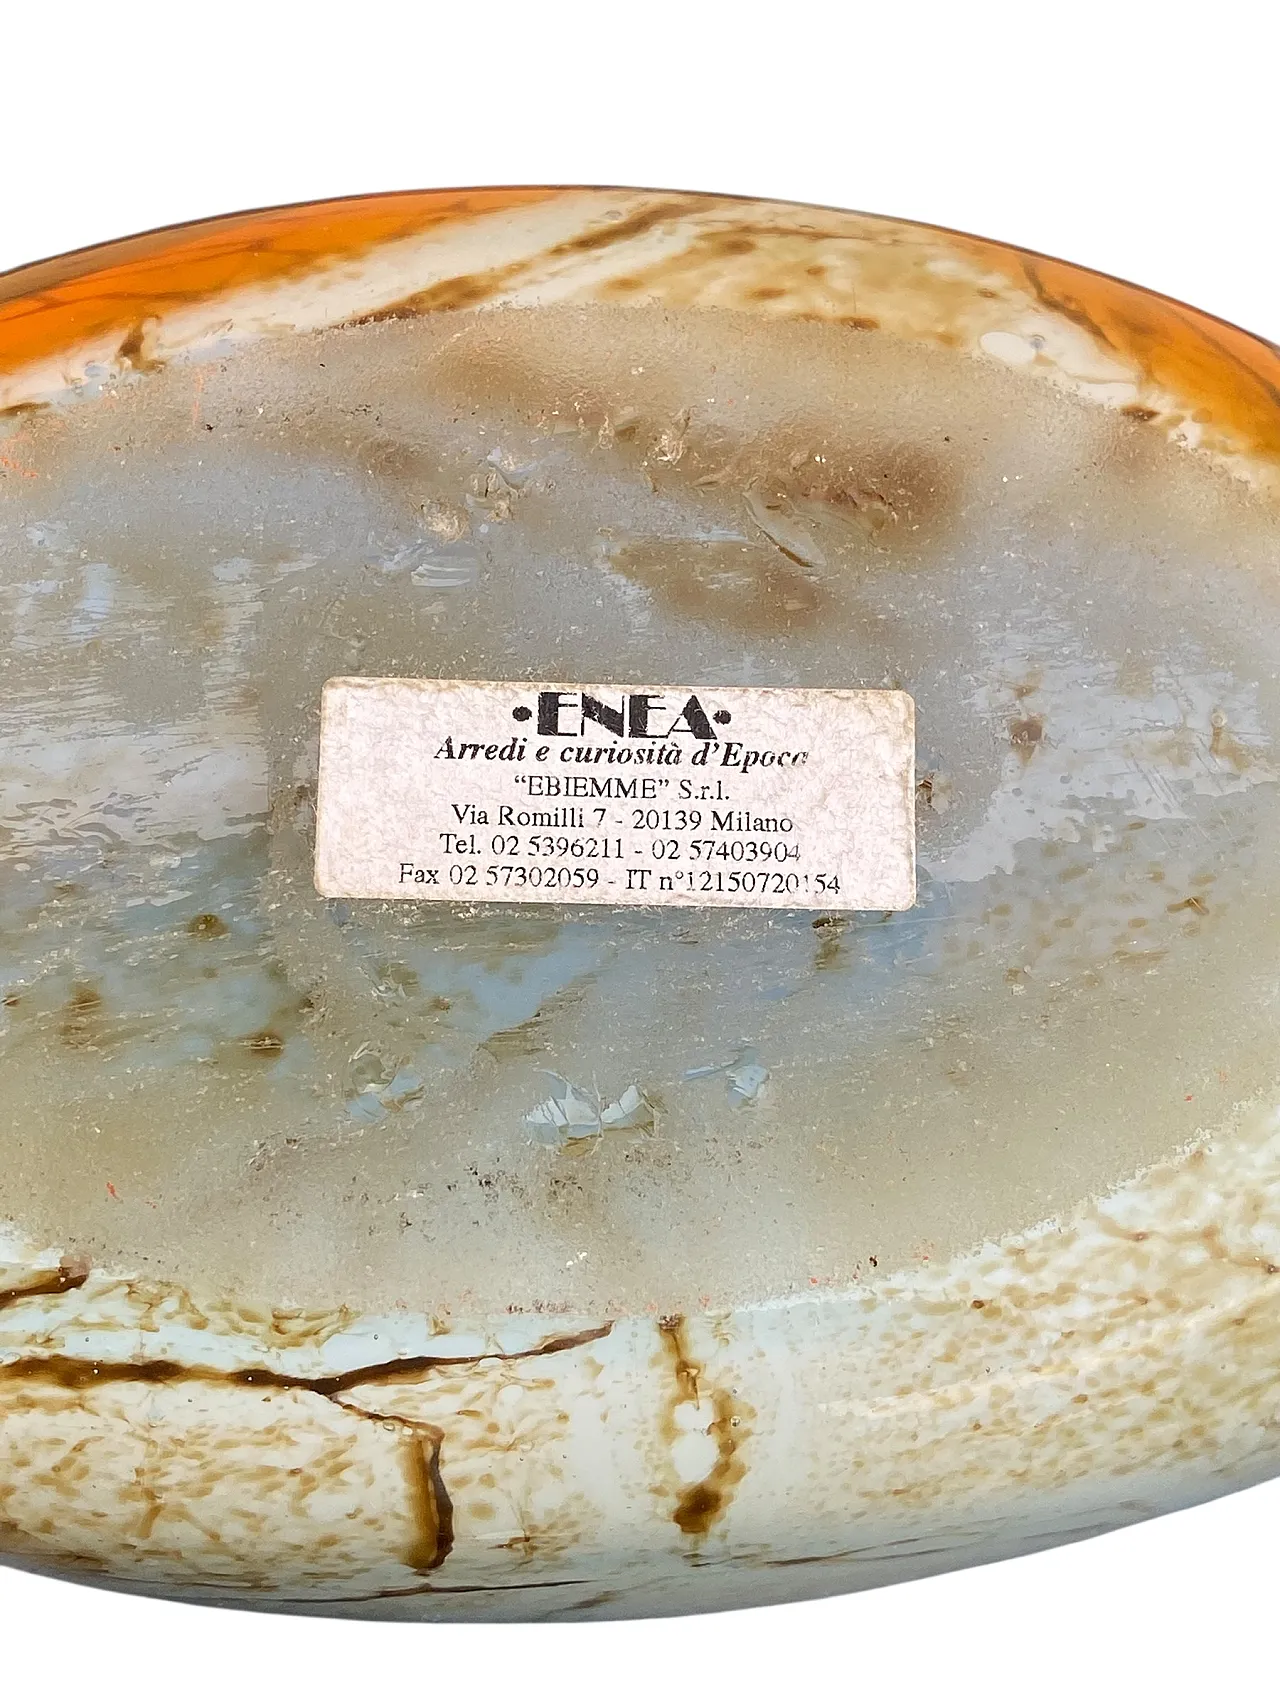 •ENEA•
Arredi e curiosità d'Epoca
“EBIEMME” S.r.l.
Via Romilli 7 - 20139 Milano
Tel. 02 5396211 - 02 57403904
Fax 02 57302059 - IT n°12150720154